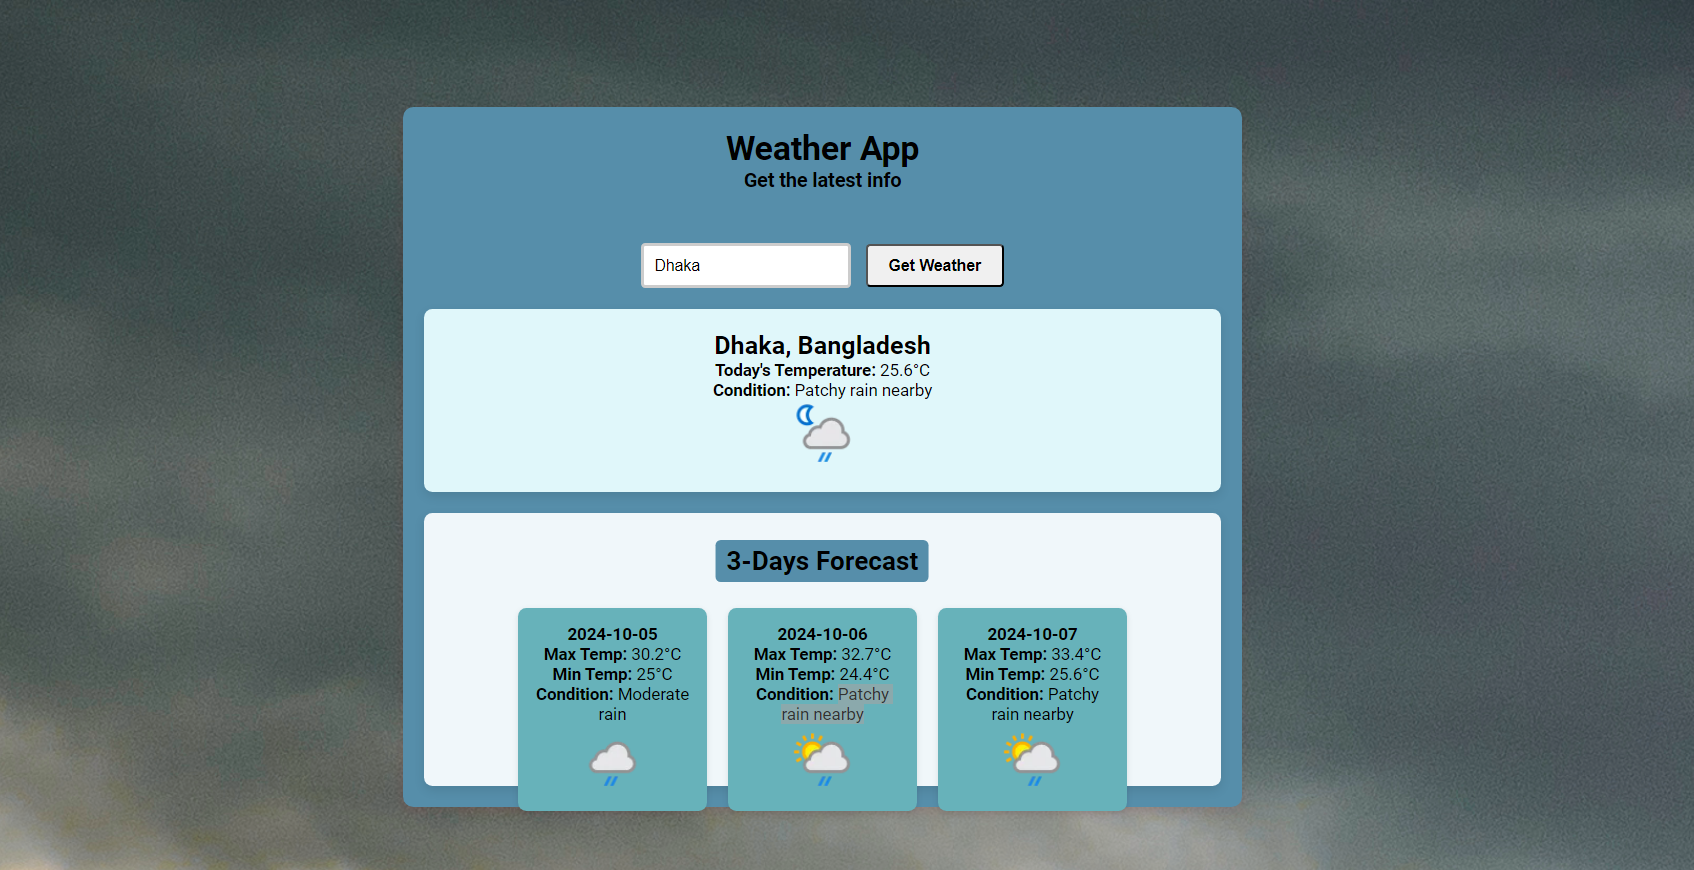 Weather App
Get the latest info
Dhaka
Get Weather
Dhaka, Bangladesh
Today's Temperature: 25.6°C
Condition: Patchy rain nearby
3-Days Forecast
2024-10-05
Max Temp: 30.2°C
Min Temp: 25°C
Condition: Moderate
rain
2024-10-06
Max Temp: 32.7°C
Min Temp: 24.4°C
Condition: Patchy
rain nearby
2024-10-07
Max Temp: 33.4°C
Min Temp: 25.6°C
Condition: Patchy
rain nearby